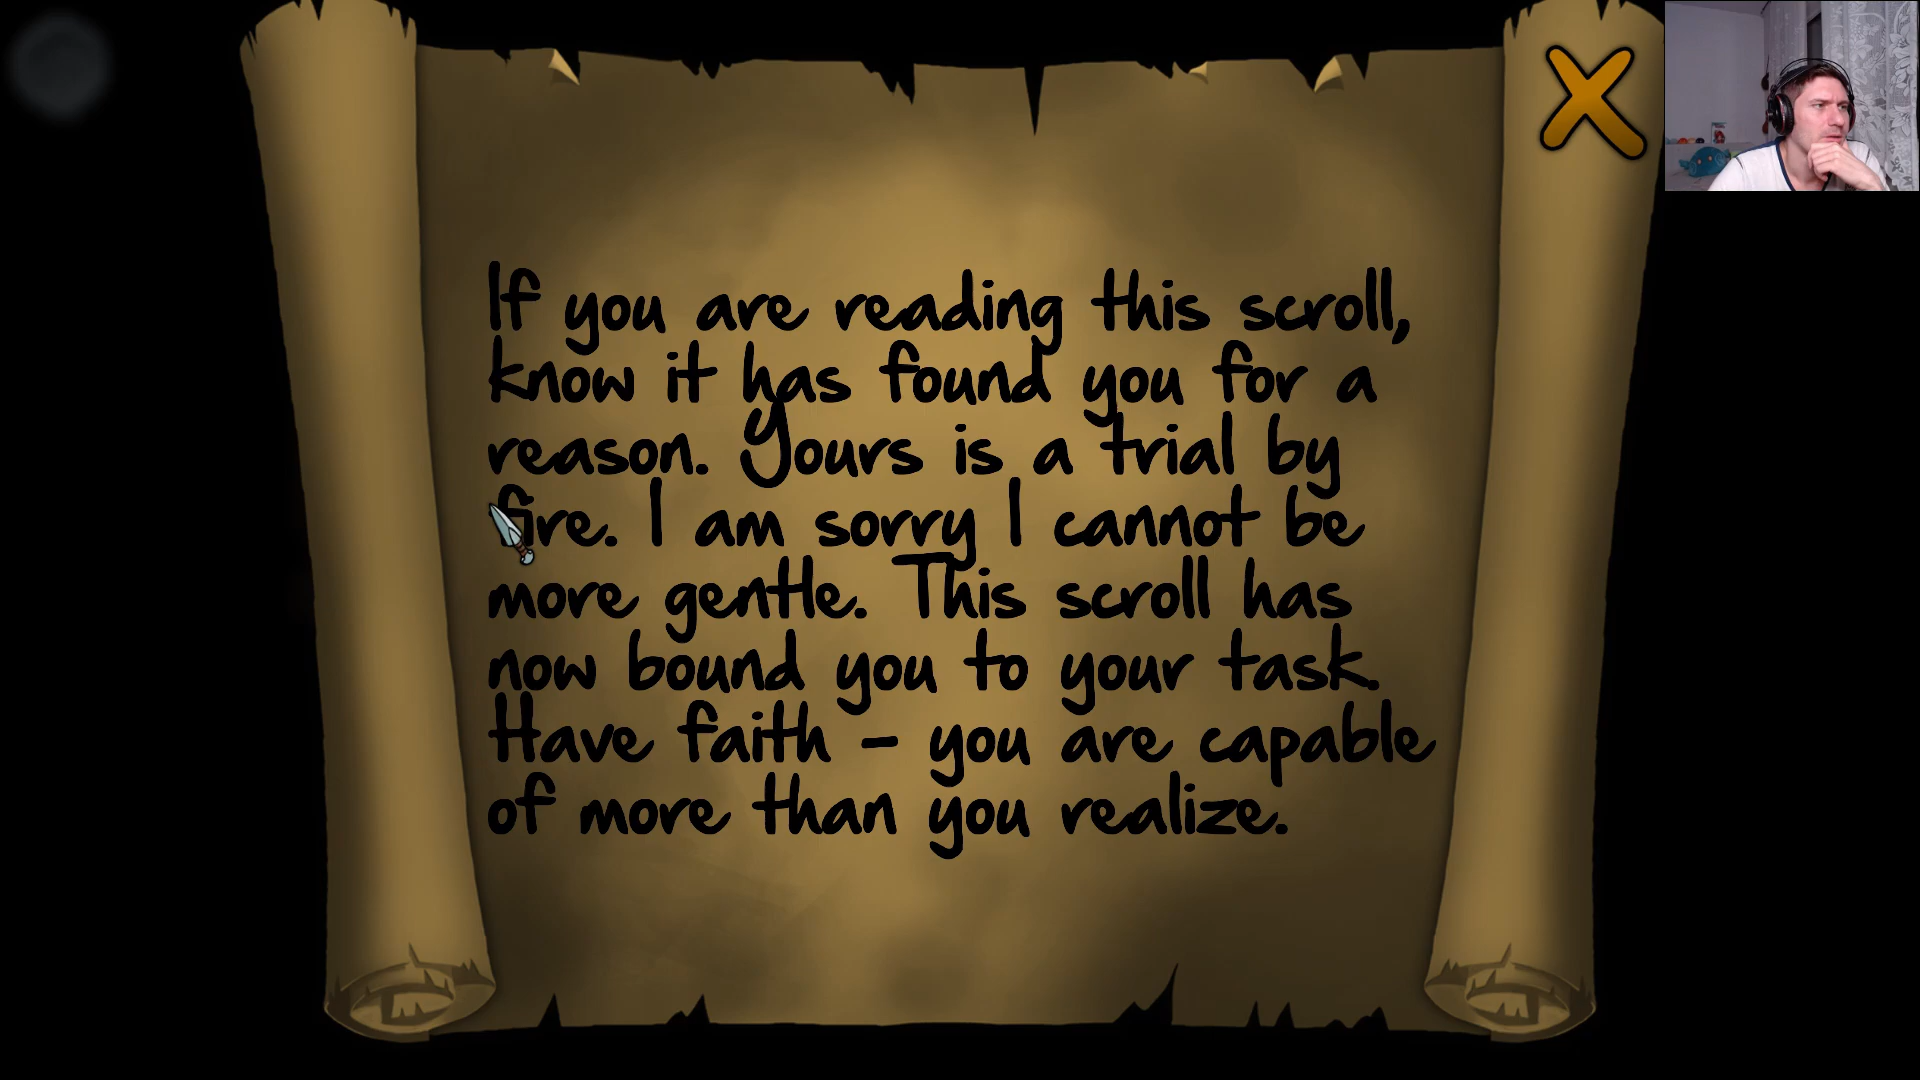 If you are reading this scroll,
know it has found you for a
reason. Yours is a trial by
fire. I am sorry I cannot be
more gentle. This scroll has
now bound you to your task.
Have faith - you are capable
of more than you realize.